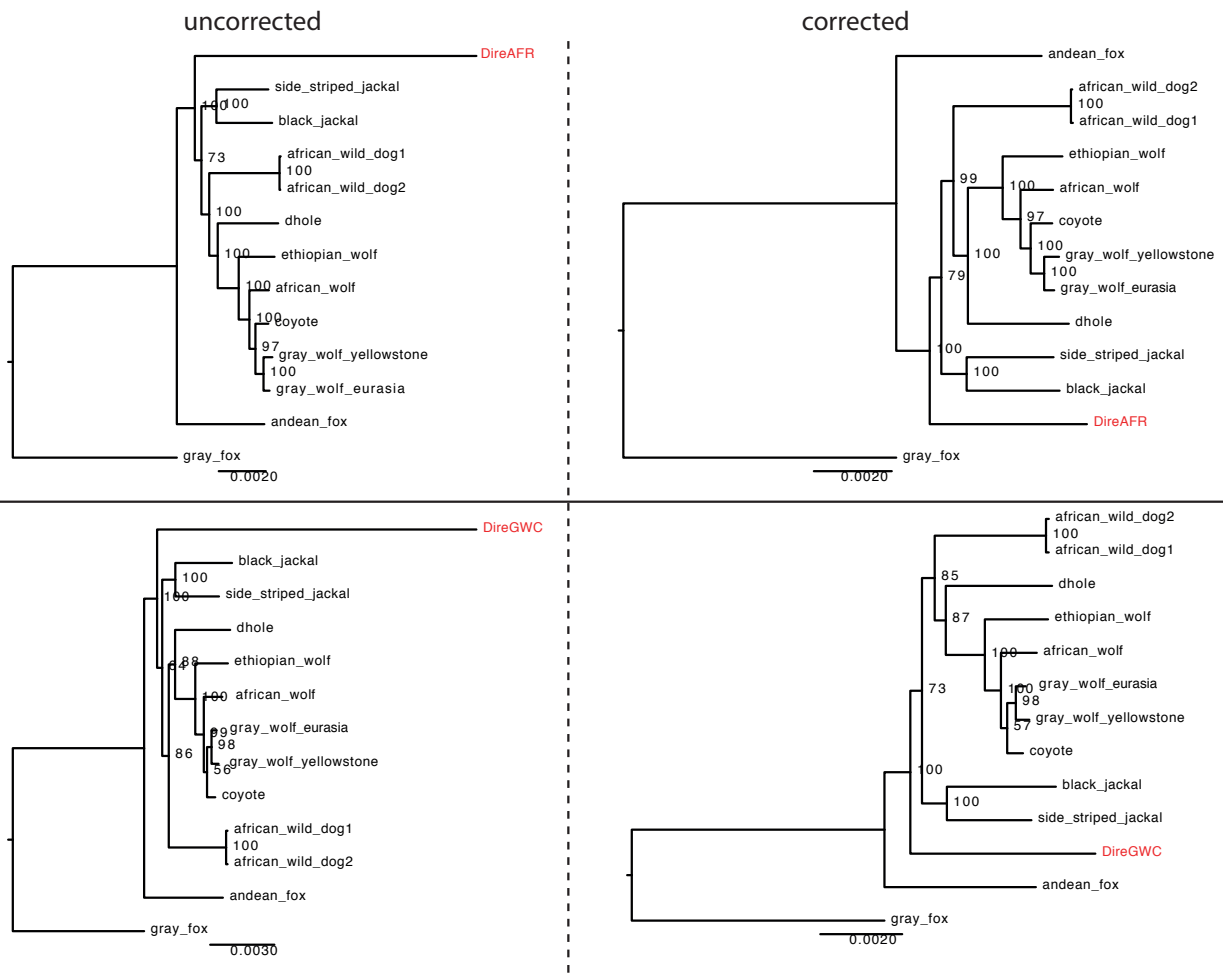 uncorrected
corrected
DireAFR
side_striped_jackal
100
100
black_jackal
73
african_wild_dog1
100
african_wild_dog2
100
dhole
100
ethiopian_wolf
100
african_wolf
100
coyote
97
gray_wolf_yellowstone
100
gray_wolf_eurasia
andean_fox
gray_fox
0.0020
andean_fox
african_wild_dog2
100
african_wild_dog1
ethiopian_wolf
99
100
african_wolf
97
coyote
100
100
gray_wolf_yellowstone
79
100
gray_wolf_eurasia
dhole
100
side_striped_jackal
100
black_jackal
DireAFR
gray_fox
0.0020
DireGWC
black_jackal
100
100
side_striped_jackal
dhole
64
88
ethiopian_wolf
100
african_wolf
99
gray_wolf_eurasia
98
86
gray_wolf_yellowstone
56
coyote
african_wild_dog1
100
african_wild_dog2
andean_fox
gray_fox
0.0030
african_wild_dog2
100
african_wild_dog1
85
dhole
87
ethiopian_wolf
100
african_wolf
73
100
gray_wolf_eurasia
98
gray_wolf_yellowstone
57
coyote
100
black_jackal
100
side_striped_jackal
DireGWC
andean_fox
gray_fox
0.0020